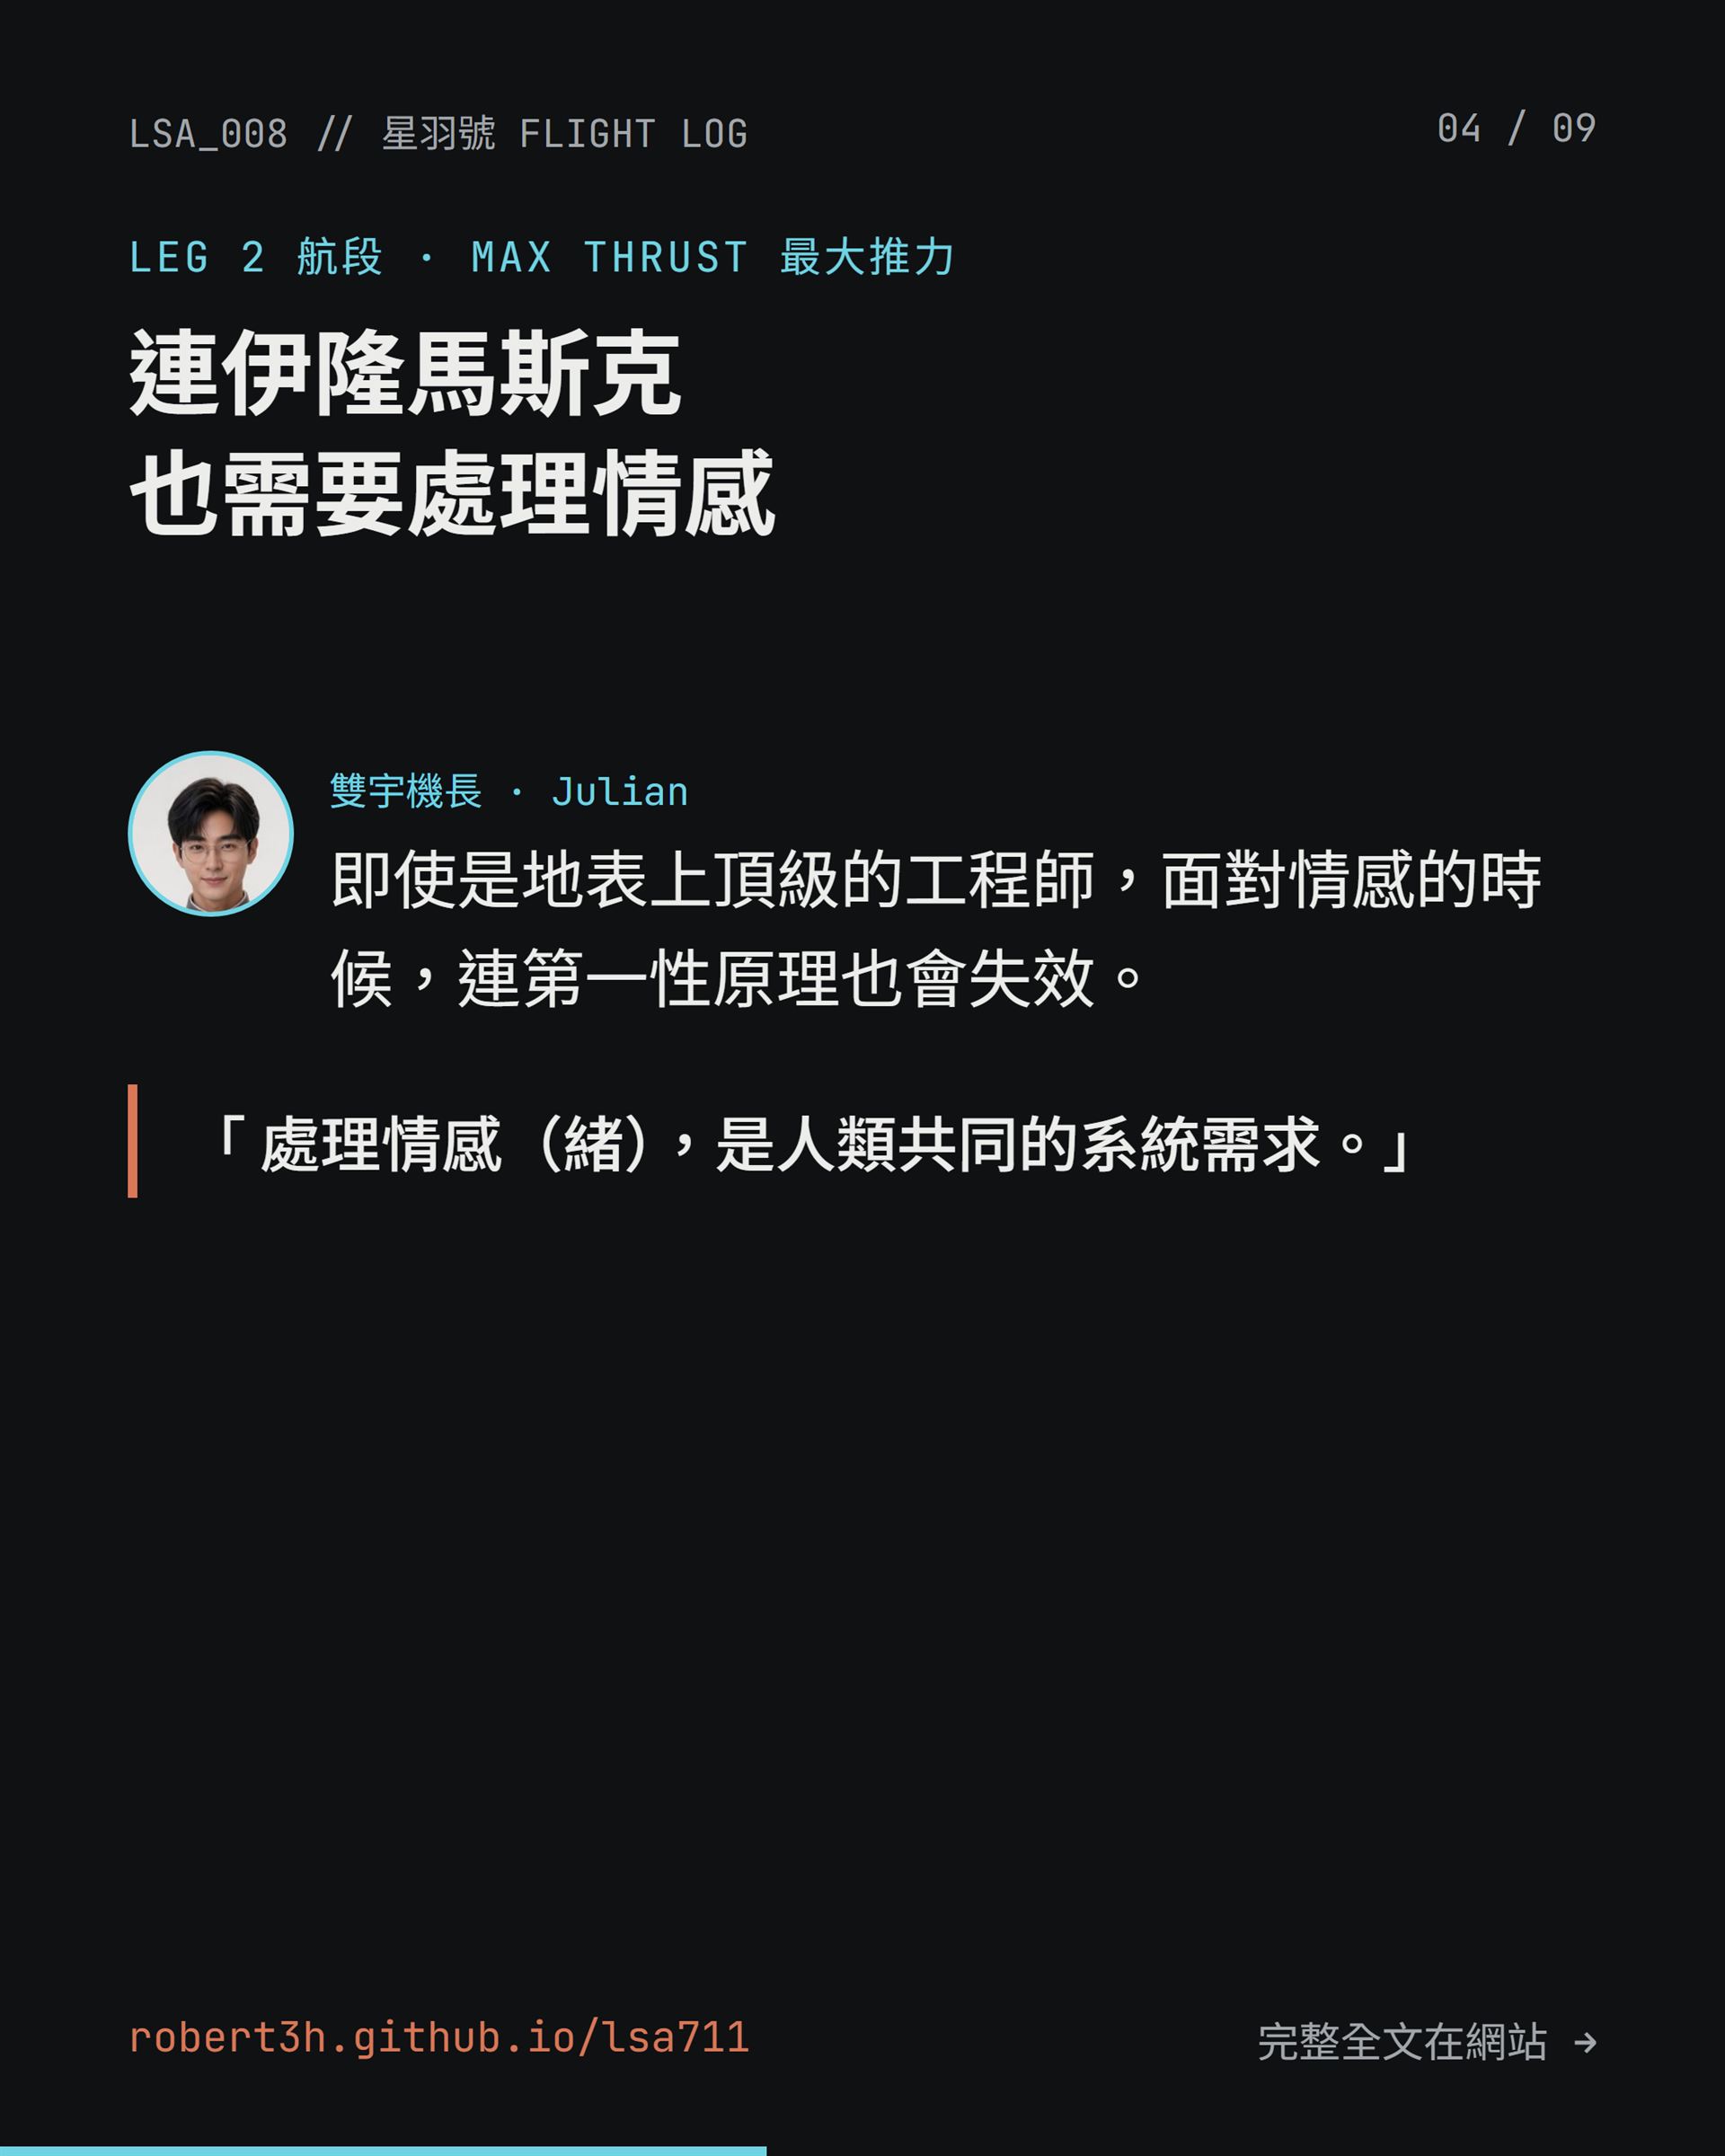 LSA_008 // 星羽號 FLIGHT LOG
04 / 09
LEG 2 航段 · MAX THRUST 最大推力
連伊隆馬斯克
也需要處理情感
雙宇機長 · Julian
即使是地表上頂級的工程師，面對情感的時
候，連第一性原理也會失效。
「處理情感（緒），是人類共同的系統需求。」
robert3h.github.io/lsa711
完整全文在網站 →